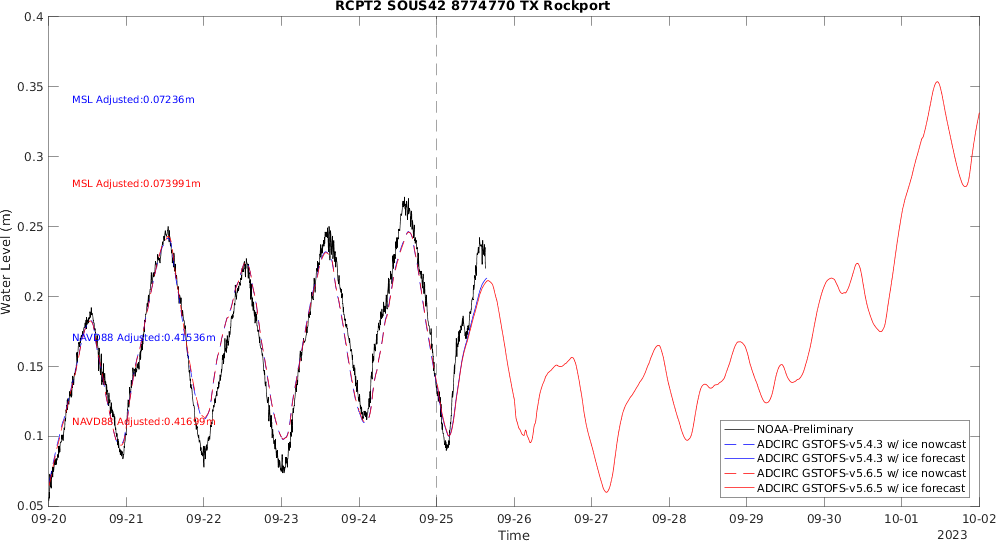 RCPT2 SOUS42 8774770 TX Rockport
0.4
0.35
0.3
0.25
0.2
0.15
0.1
0.05
Water Level (m)
MSL Adjusted:0.07236m
MSL Adjusted:0.073991m
NAVD88 Adjusted:0.41536m
NAVD88 Adjusted:0.41699m
NOAA-Preliminary
ADCIRC GSTOFS-v5.4.3 w/ ice nowcast
ADCIRC GSTOFS-v5.4.3 w/ ice forecast
ADCIRC GSTOFS-v5.6.5 w/ ice nowcast
ADCIRC GSTOFS-v5.6.5 w/ ice forecast
09-20 09-21 09-22 09-23 09-24 09-25 09-26 09-27 09-28 09-29 09-30 10-01 10-02
Time
2023